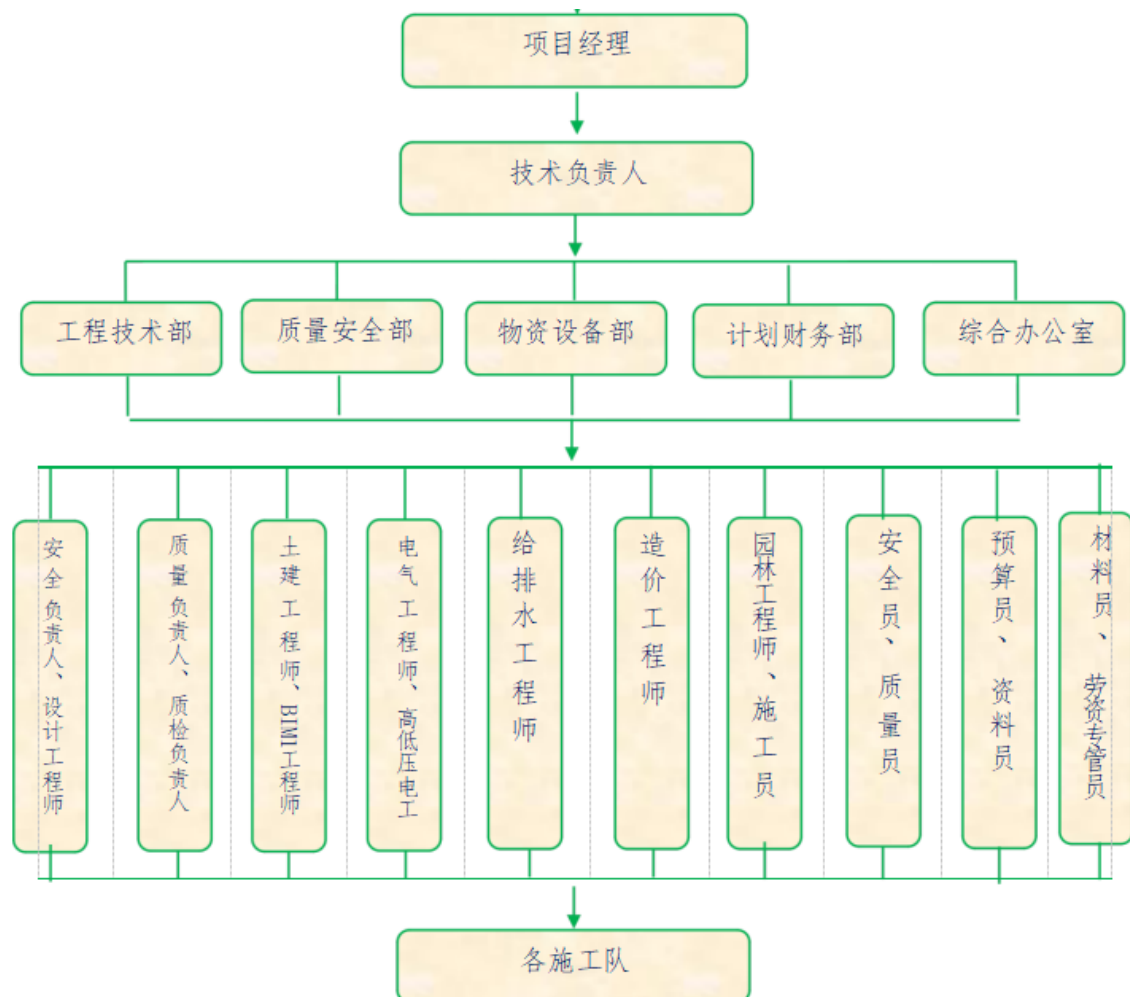 项目经理
技术负责人
工程技术部
质量安全部
物资设备部
计划财务部
综合办公室
安全负责人、设计工程师
质量负责人、质检负责人
土建工程师、BIMI工程师
电气工程师、高低压电工
给排水工程师
造价工程师
园林工程师、施工员
安全员、质量员
预算员、资料员
材料员、劳资专管员
各施工队